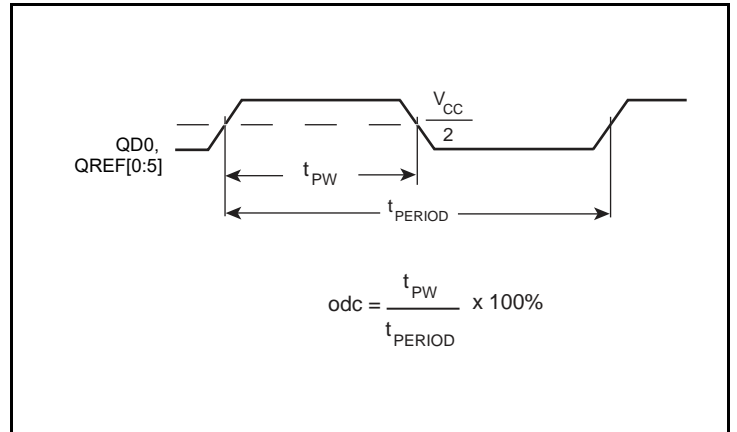 V_CC
2
QD0,
QREF[0:5]
t_PW
t_PERIOD
odc = t_PW / t_PERIOD x 100%